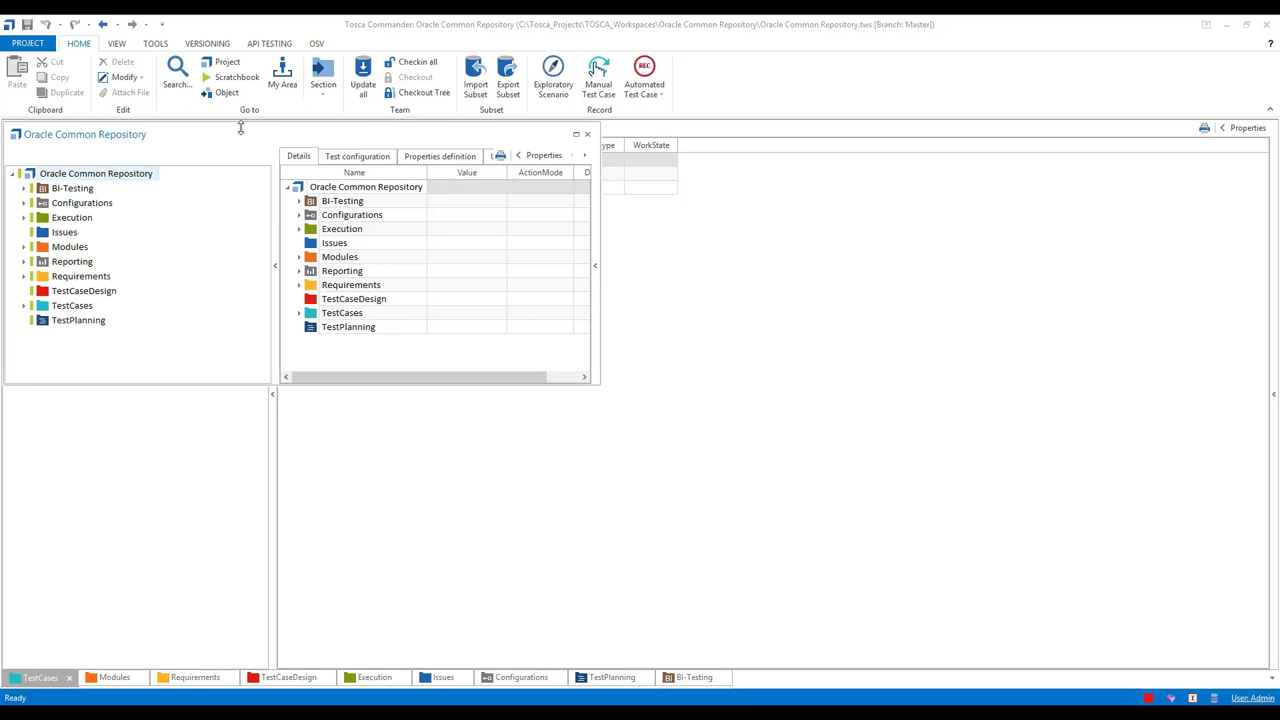 Tosca Commander: Oracle Common Repository (C:\Tosca_Projects\TOSCA_Workspaces\Oracle Common Repository\Oracle Common Repository.tws [Branch: Master])
PROJECT HOME VIEW TOOLS VERSIONING API TESTING OSV ?
Paste
Cut
Copy
Duplicate
Clipboard
Delete
Modify
Attach File
Edit
Search...
Project
Scratchbook
Object
My Area
Section
Go to
Update all
Checkin all
Checkout
Checkout Tree
Team
Import Subset
Export Subset
Subset
Exploratory Scenario
Manual Test Case
REC
Automated Test Case
Record
Properties
Oracle Common Repository
ype WorkState
Details Test configuration Properties definition Properties
Name Value ActionMode D
Oracle Common Repository
BI-Testing
Configurations
Execution
Issues
Modules
Reporting
Requirements
TestCaseDesign
TestCases
TestPlanning
Oracle Common Repository
BI BI-Testing
Configurations
Execution
Issues
Modules
Reporting
Requirements
TestCaseDesign
TestCases
TestPlanning
TestCases Modules Requirements TestCaseDesign Execution Issues Configurations TestPlanning BI-Testing
Ready
User: Admin